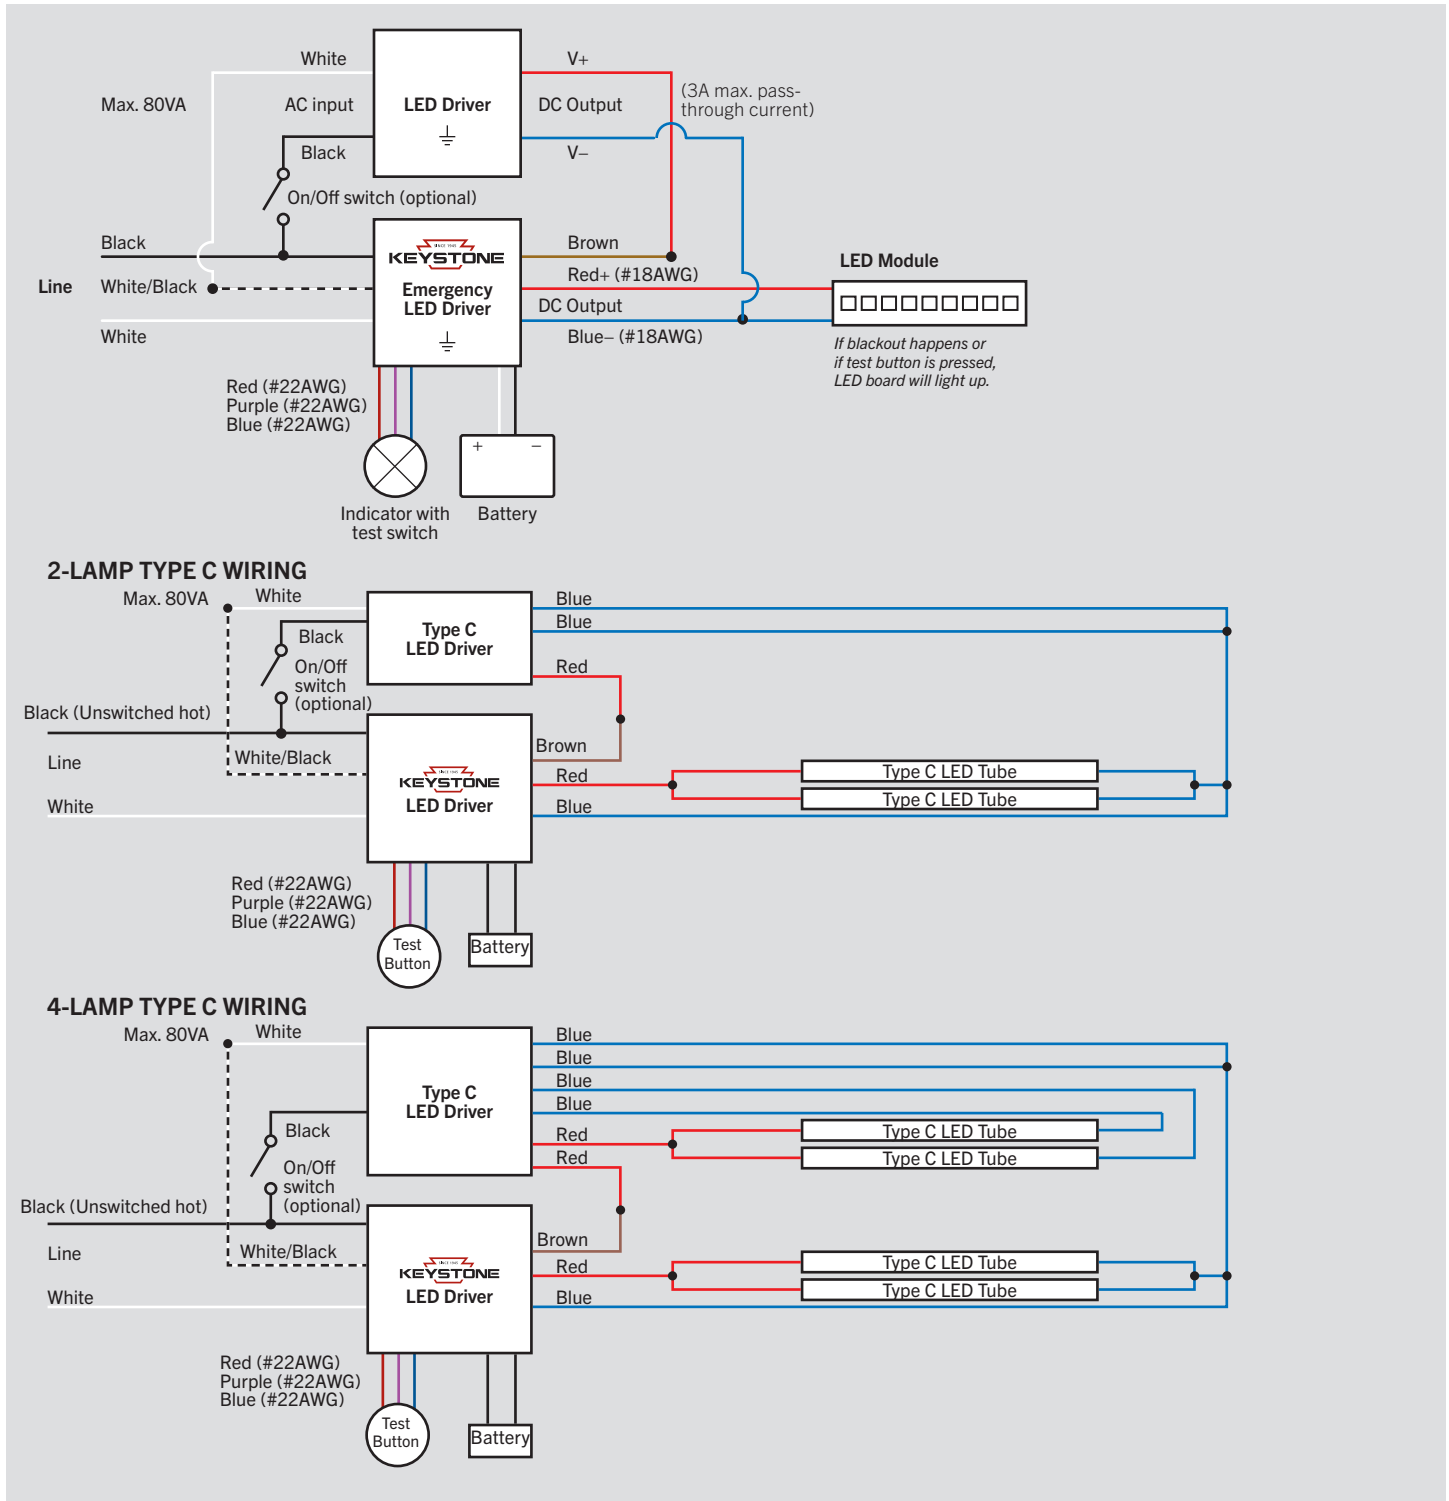 White
V+
Max. 80VA
AC input
LED Driver
DC Output
(3A max. pass-
through current)
Black
V–
On/Off switch (optional)
Black
SINCE 1945
KEYSTONE
Brown
Red+ (#18AWG)
LED Module
Line
White/Black
Emergency
LED Driver
DC Output
White
Blue– (#18AWG)
If blackout happens or
if test button is pressed,
LED board will light up.
Red (#22AWG)
Purple (#22AWG)
Blue (#22AWG)
+ –
Indicator with
test switch
Battery
2-LAMP TYPE C WIRING
Max. 80VA
White
Blue
Blue
Type C
LED Driver
Black
Red
On/Off
switch
(optional)
Black (Unswitched hot)
Brown
Line
White/Black
SINCE 1945
KEYSTONE
LED Driver
Red
Type C LED Tube
Type C LED Tube
White
Blue
Red (#22AWG)
Purple (#22AWG)
Blue (#22AWG)
Test
Button
Battery
4-LAMP TYPE C WIRING
Max. 80VA
White
Blue
Blue
Blue
Blue
Type C
LED Driver
Black
Red
Red
Type C LED Tube
Type C LED Tube
On/Off
switch
(optional)
Black (Unswitched hot)
Brown
Line
White/Black
SINCE 1945
KEYSTONE
LED Driver
Red
Type C LED Tube
Type C LED Tube
White
Blue
Red (#22AWG)
Purple (#22AWG)
Blue (#22AWG)
Test
Button
Battery